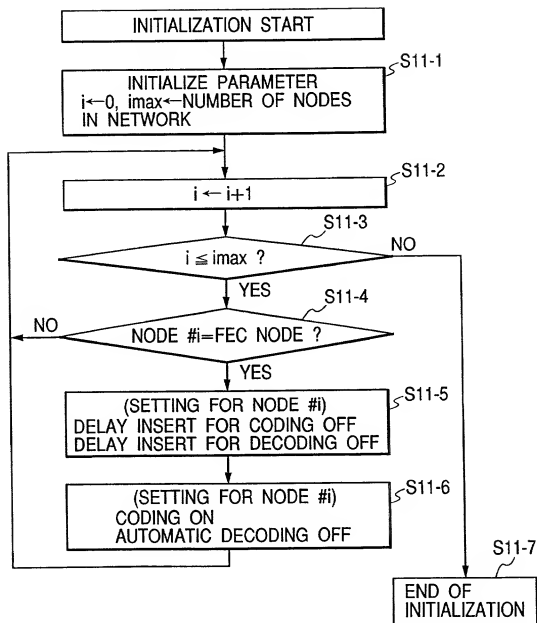 INITIALIZATION START
S11-1
INITIALIZE PARAMETER
i←0, imax←NUMBER OF NODES
IN NETWORK
S11-2
i ← i+1
S11-3
i ≦ imax ?
NO
YES
S11-4
NO
NODE #i=FEC NODE ?
YES
S11-5
(SETTING FOR NODE #i)
DELAY INSERT FOR CODING OFF
DELAY INSERT FOR DECODING OFF
S11-6
(SETTING FOR NODE #i)
CODING ON
AUTOMATIC DECODING OFF
S11-7
END OF
INITIALIZATION